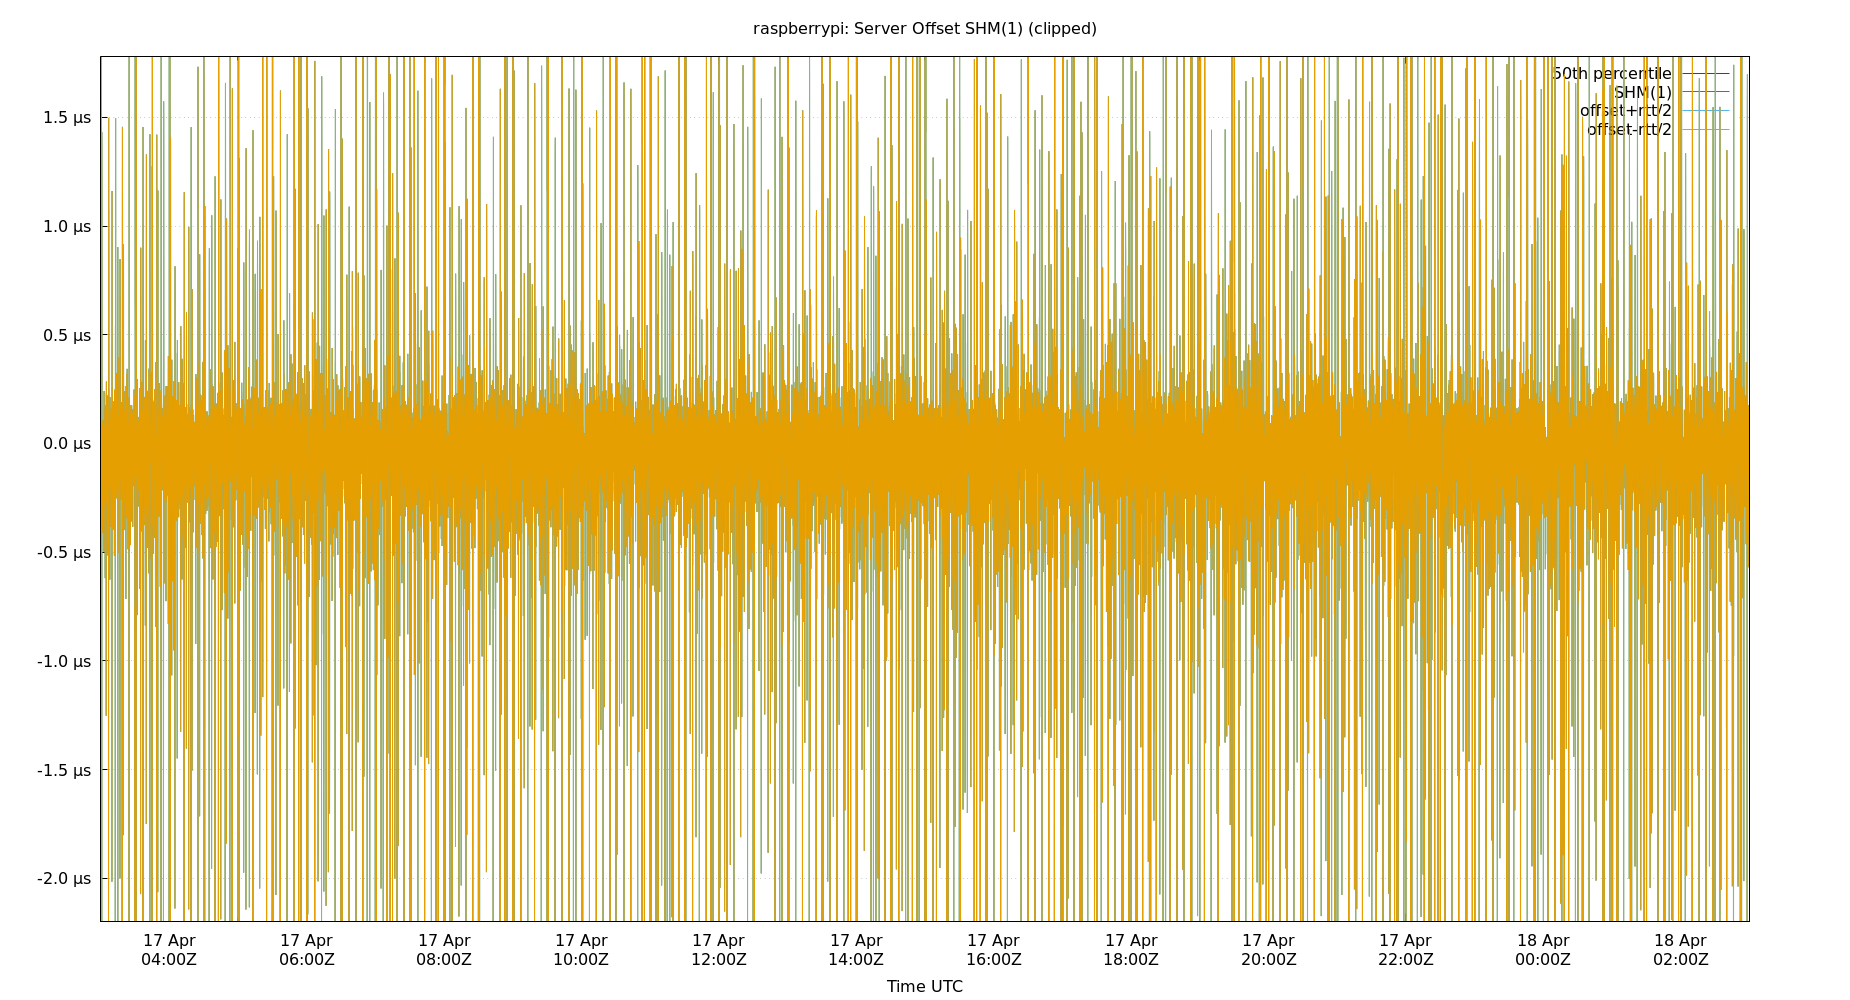 raspberrypi: Server Offset SHM(1) (clipped)
50th percentile
SHM(1)
offset+rtt/2
offset-rtt/2
1.5 µs
1.0 µs
0.5 µs
0.0 µs
-0.5 µs
-1.0 µs
-1.5 µs
-2.0 µs
17 Apr 17 Apr 17 Apr 17 Apr 17 Apr 17 Apr 17 Apr 17 Apr 17 Apr 17 Apr 18 Apr 18 Apr
04:00Z 06:00Z 08:00Z 10:00Z 12:00Z 14:00Z 16:00Z 18:00Z 20:00Z 22:00Z 00:00Z 02:00Z
Time UTC